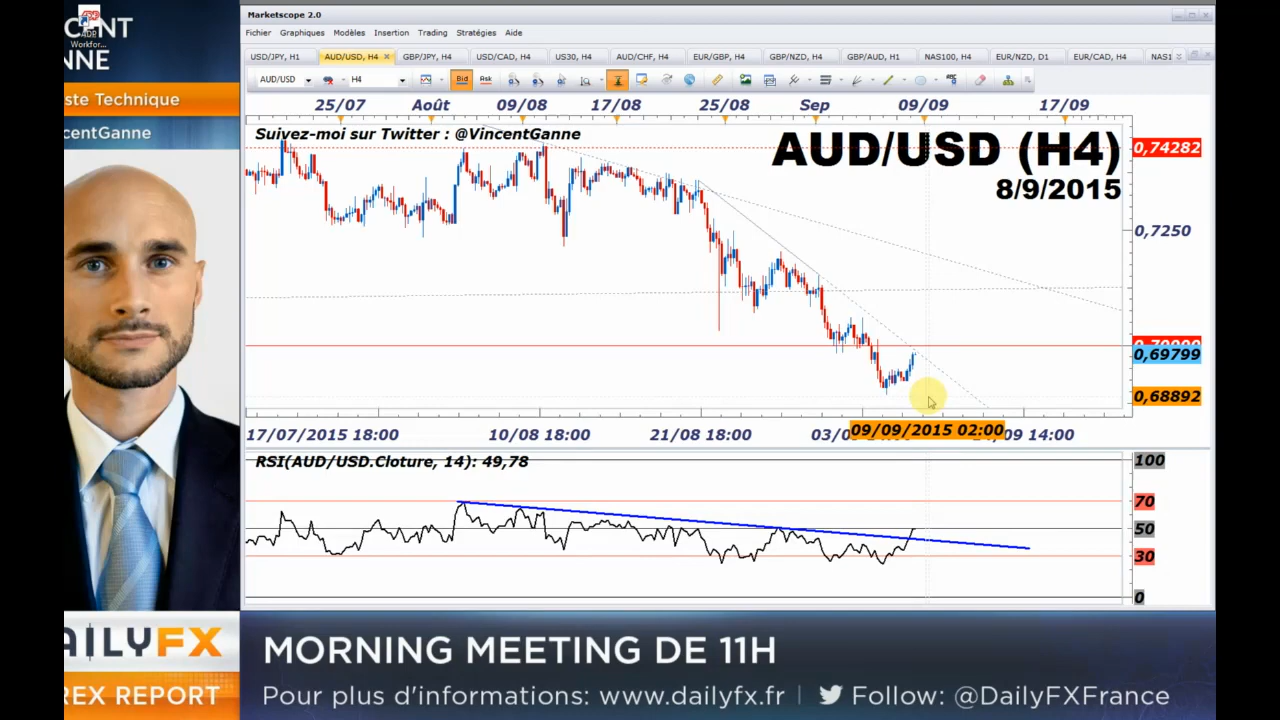 ADP
Workfor...
CENT
NNE
ste Technique
centGanne
Marketscope 2.0
Fichier Graphiques Modèles Insertion Trading Stratégies Aide
USD/JPY, H1 AUD/USD, H4 GBP/JPY, H4 USD/CAD, H4 US30, H4 AUD/CHF, H4 EUR/GBP, H4 GBP/NZD, H4 GBP/AUD, H1 NAS100, H4 EUR/NZD, D1 EUR/CAD, H4 NAS1
AUD/USD H4 Bid Ask
25/07 Août 09/08 17/08 25/08 Sep 09/09 17/09
Suivez-moi sur Twitter : @VincentGanne
AUD/USD (H4)
8/9/2015
0,74282
0,7250
0,69799
0,68892
17/07/2015 18:00 10/08 18:00 21/08 18:00 03/0 09/09/2015 02:00 09 14:00
RSI(AUD/USD.Cloture, 14): 49,78
100
70
50
30
0
AILYFX
REX REPORT
MORNING MEETING DE 11H
Pour plus d'informations: www.dailyfx.fr | Follow: @DailyFXFrance